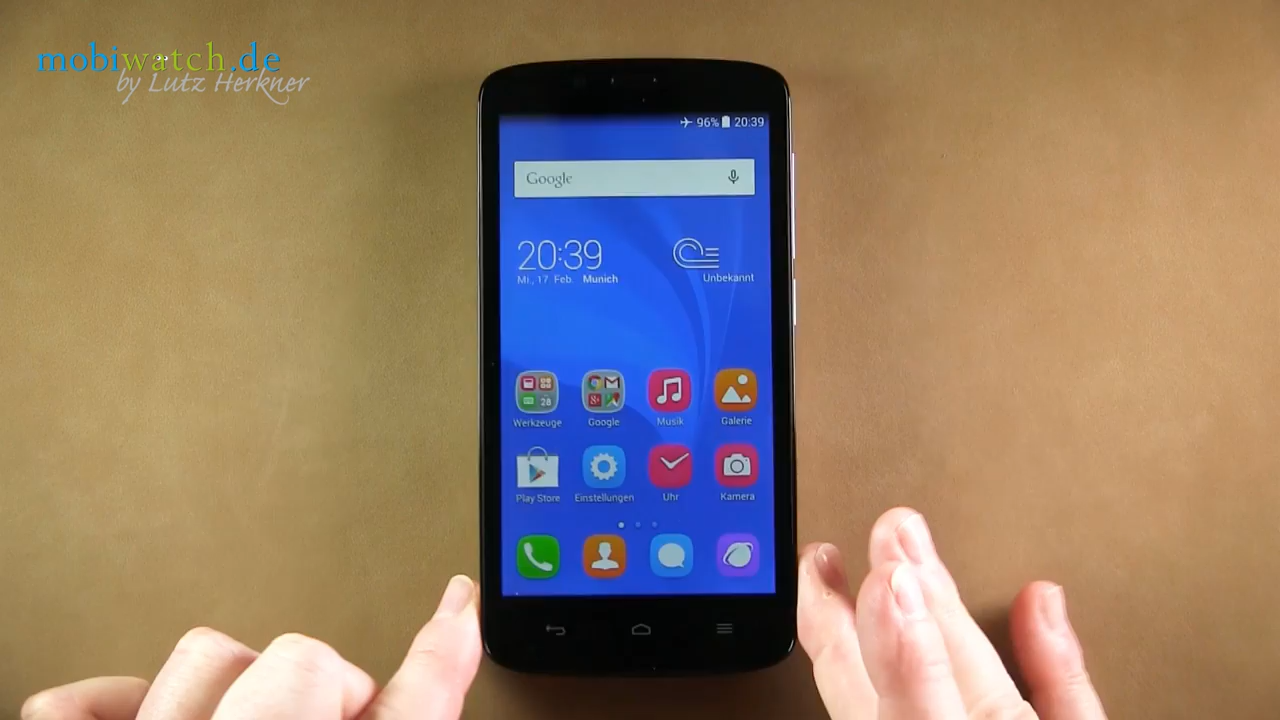 mobiwatch.de
by Lutz Herkner
96% 20:39
Google
20:39
Mi., 17. Feb. Munich
Unbekannt
28
Werkzeuge Google Musik Galerie
Play Store Einstellungen Uhr Kamera